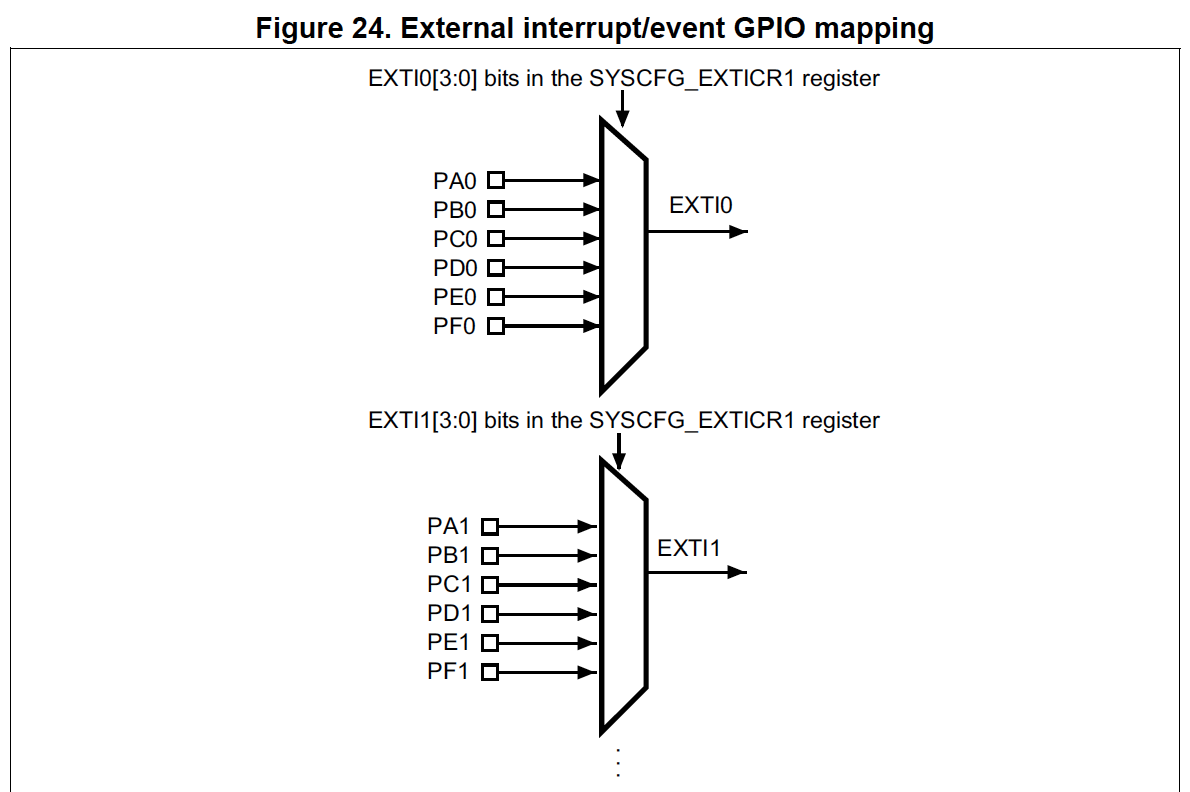 Figure 24. External interrupt/event GPIO mapping
EXTI0[3:0] bits in the SYSCFG_EXTICR1 register
PA0
PB0
PC0
PD0
PE0
PF0
EXTI0
EXTI1[3:0] bits in the SYSCFG_EXTICR1 register
PA1
PB1
PC1
PD1
PE1
PF1
EXTI1